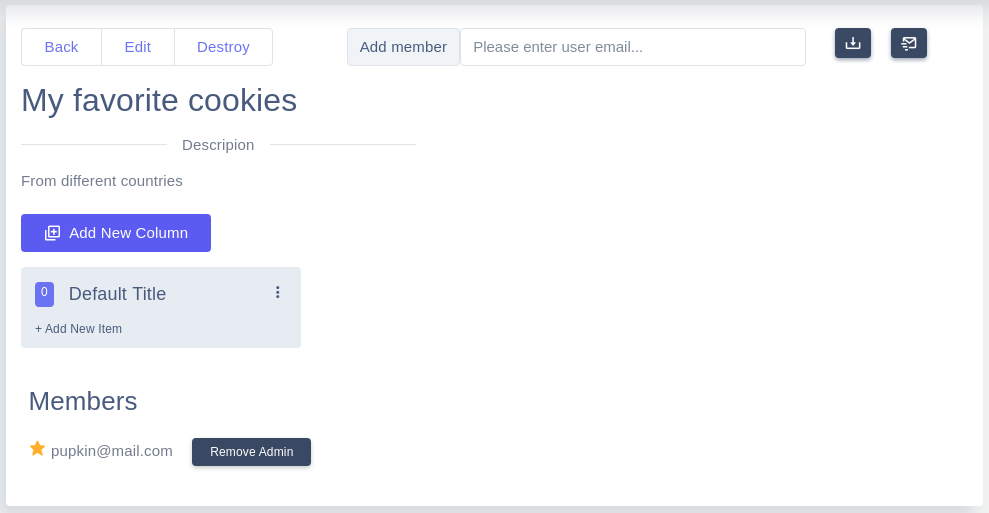 Back Edit Destroy Add member Please enter user email...
My favorite cookies
Descripion
From different countries
Add New Column
0 Default Title
+ Add New Item
Members
pupkin@mail.com Remove Admin